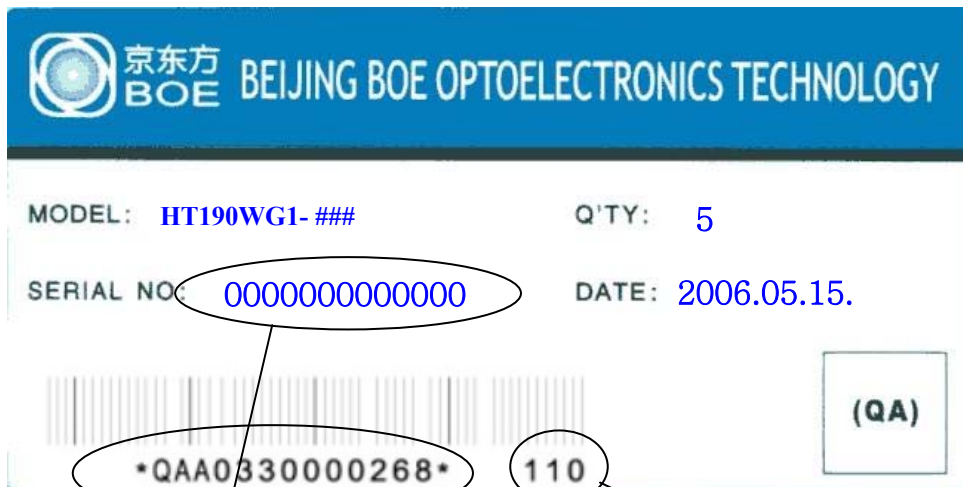 京东方
BOE BEIJING BOE OPTOELECTRONICS TECHNOLOGY
MODEL: HT190WG1- ### Q'TY: 5
SERIAL NO: 0000000000000 DATE: 2006.05.15.
(QA)
*QAA0330000268* 110